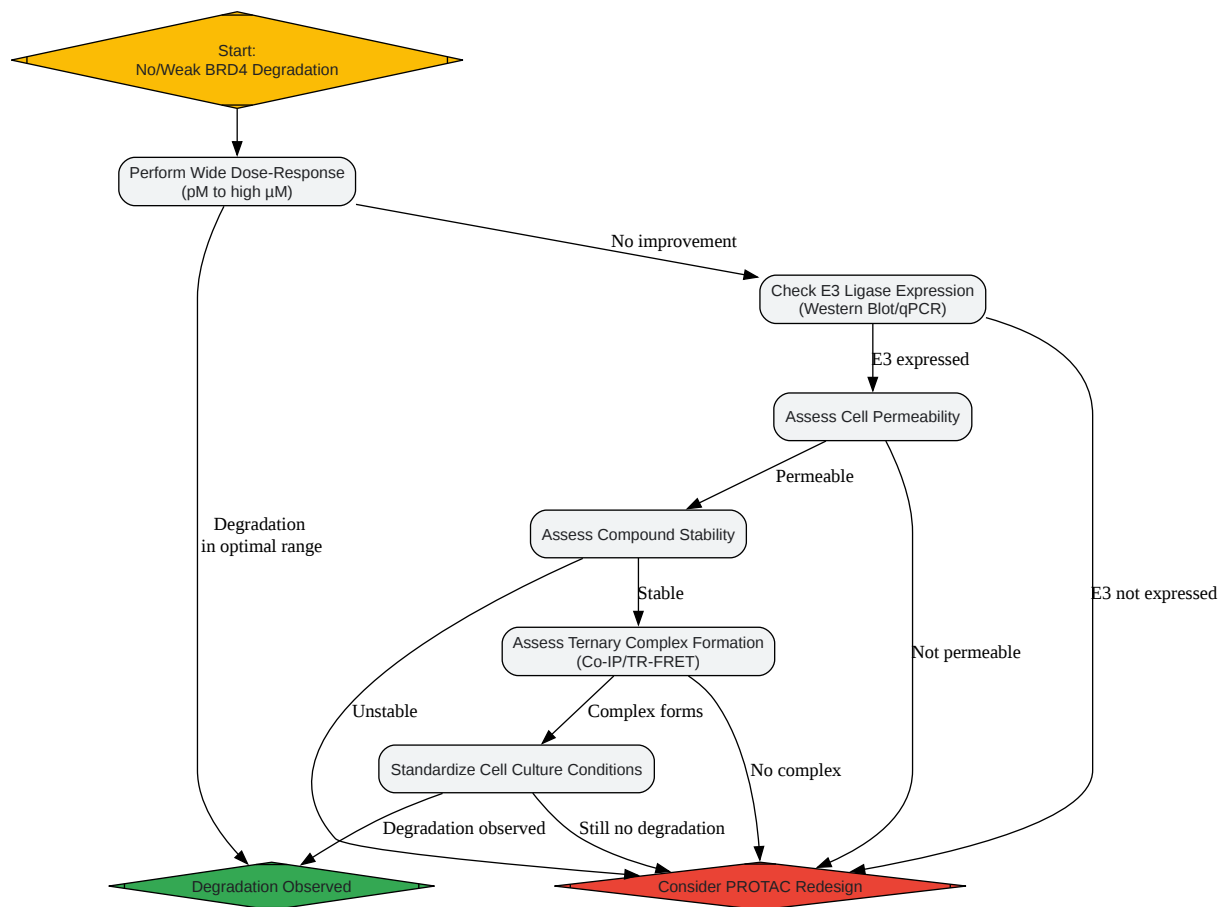 Start:
No/Weak BRD4 Degradation
Perform Wide Dose-Response
(pM to high µM)
No improvement
Check E3 Ligase Expression
(Western Blot/qPCR)
E3 expressed
Assess Cell Permeability
Permeable
Degradation
in optimal range
Assess Compound Stability
Stable
E3 not expressed
Assess Ternary Complex Formation
(Co-IP/TR-FRET)
Not permeable
Unstable
Complex forms
Standardize Cell Culture Conditions
No complex
Degradation observed
Still no degradation
Degradation Observed
Consider PROTAC Redesign